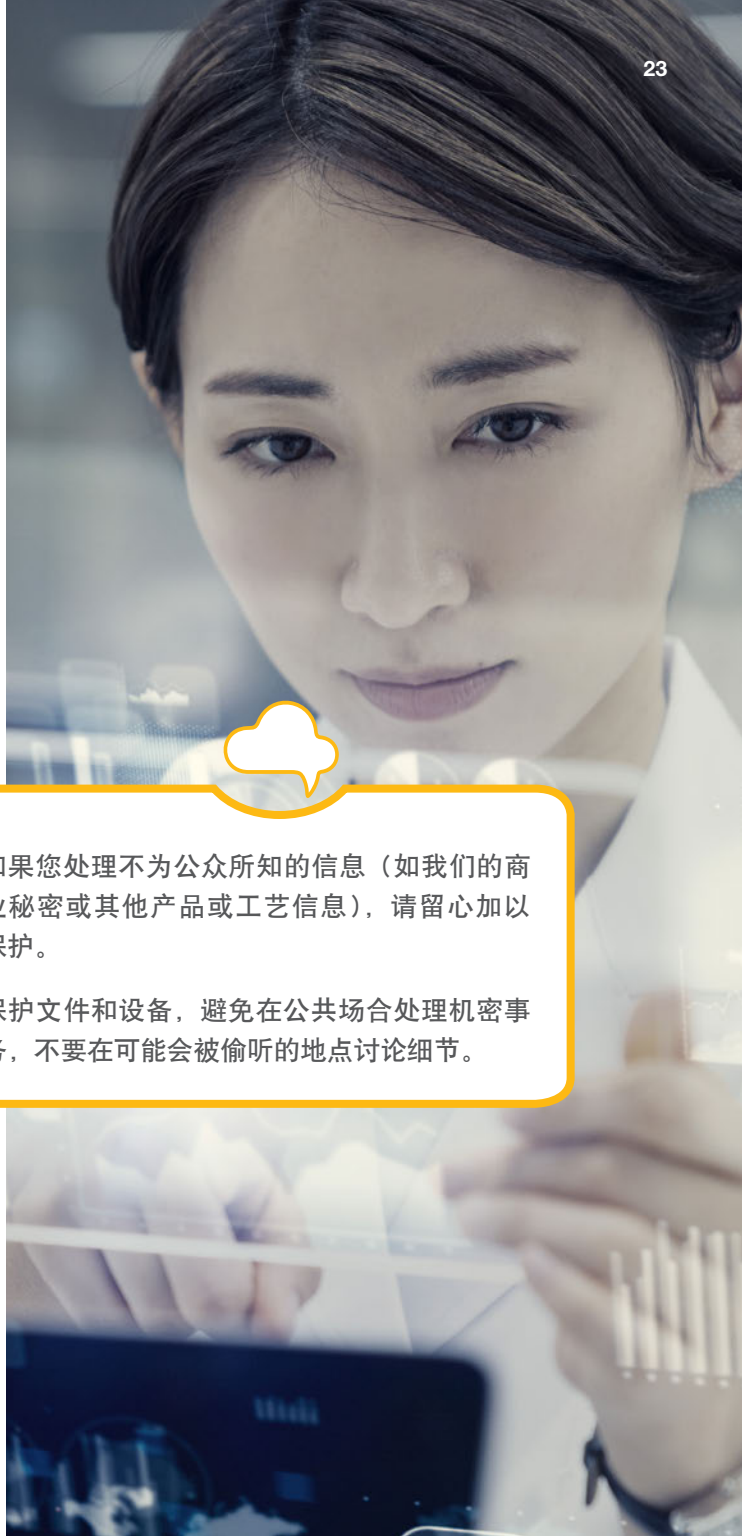 23
如果您处理不为公众所知的信息（如我们的商
业秘密或其他产品或工艺信息），请留心加以
保护。
保护文件和设备，避免在公共场合处理机密事
务，不要在可能会被偷听的地点讨论细节。